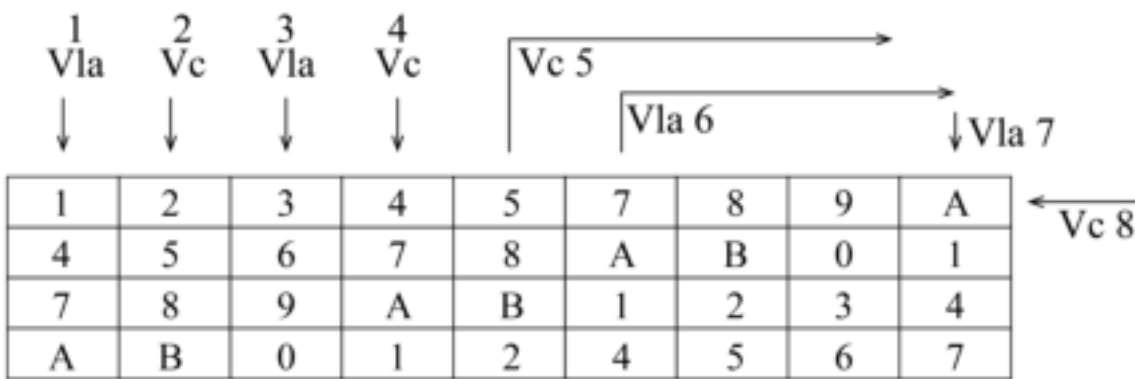 1 2 3 4
Vla Vc Vla Vc Vc 5
Vla 6
Vla 7
1 2 3 4 5 7 8 9 A
Vc 8
4 5 6 7 8 A B 0 1
7 8 9 A B 1 2 3 4
A B 0 1 2 4 5 6 7